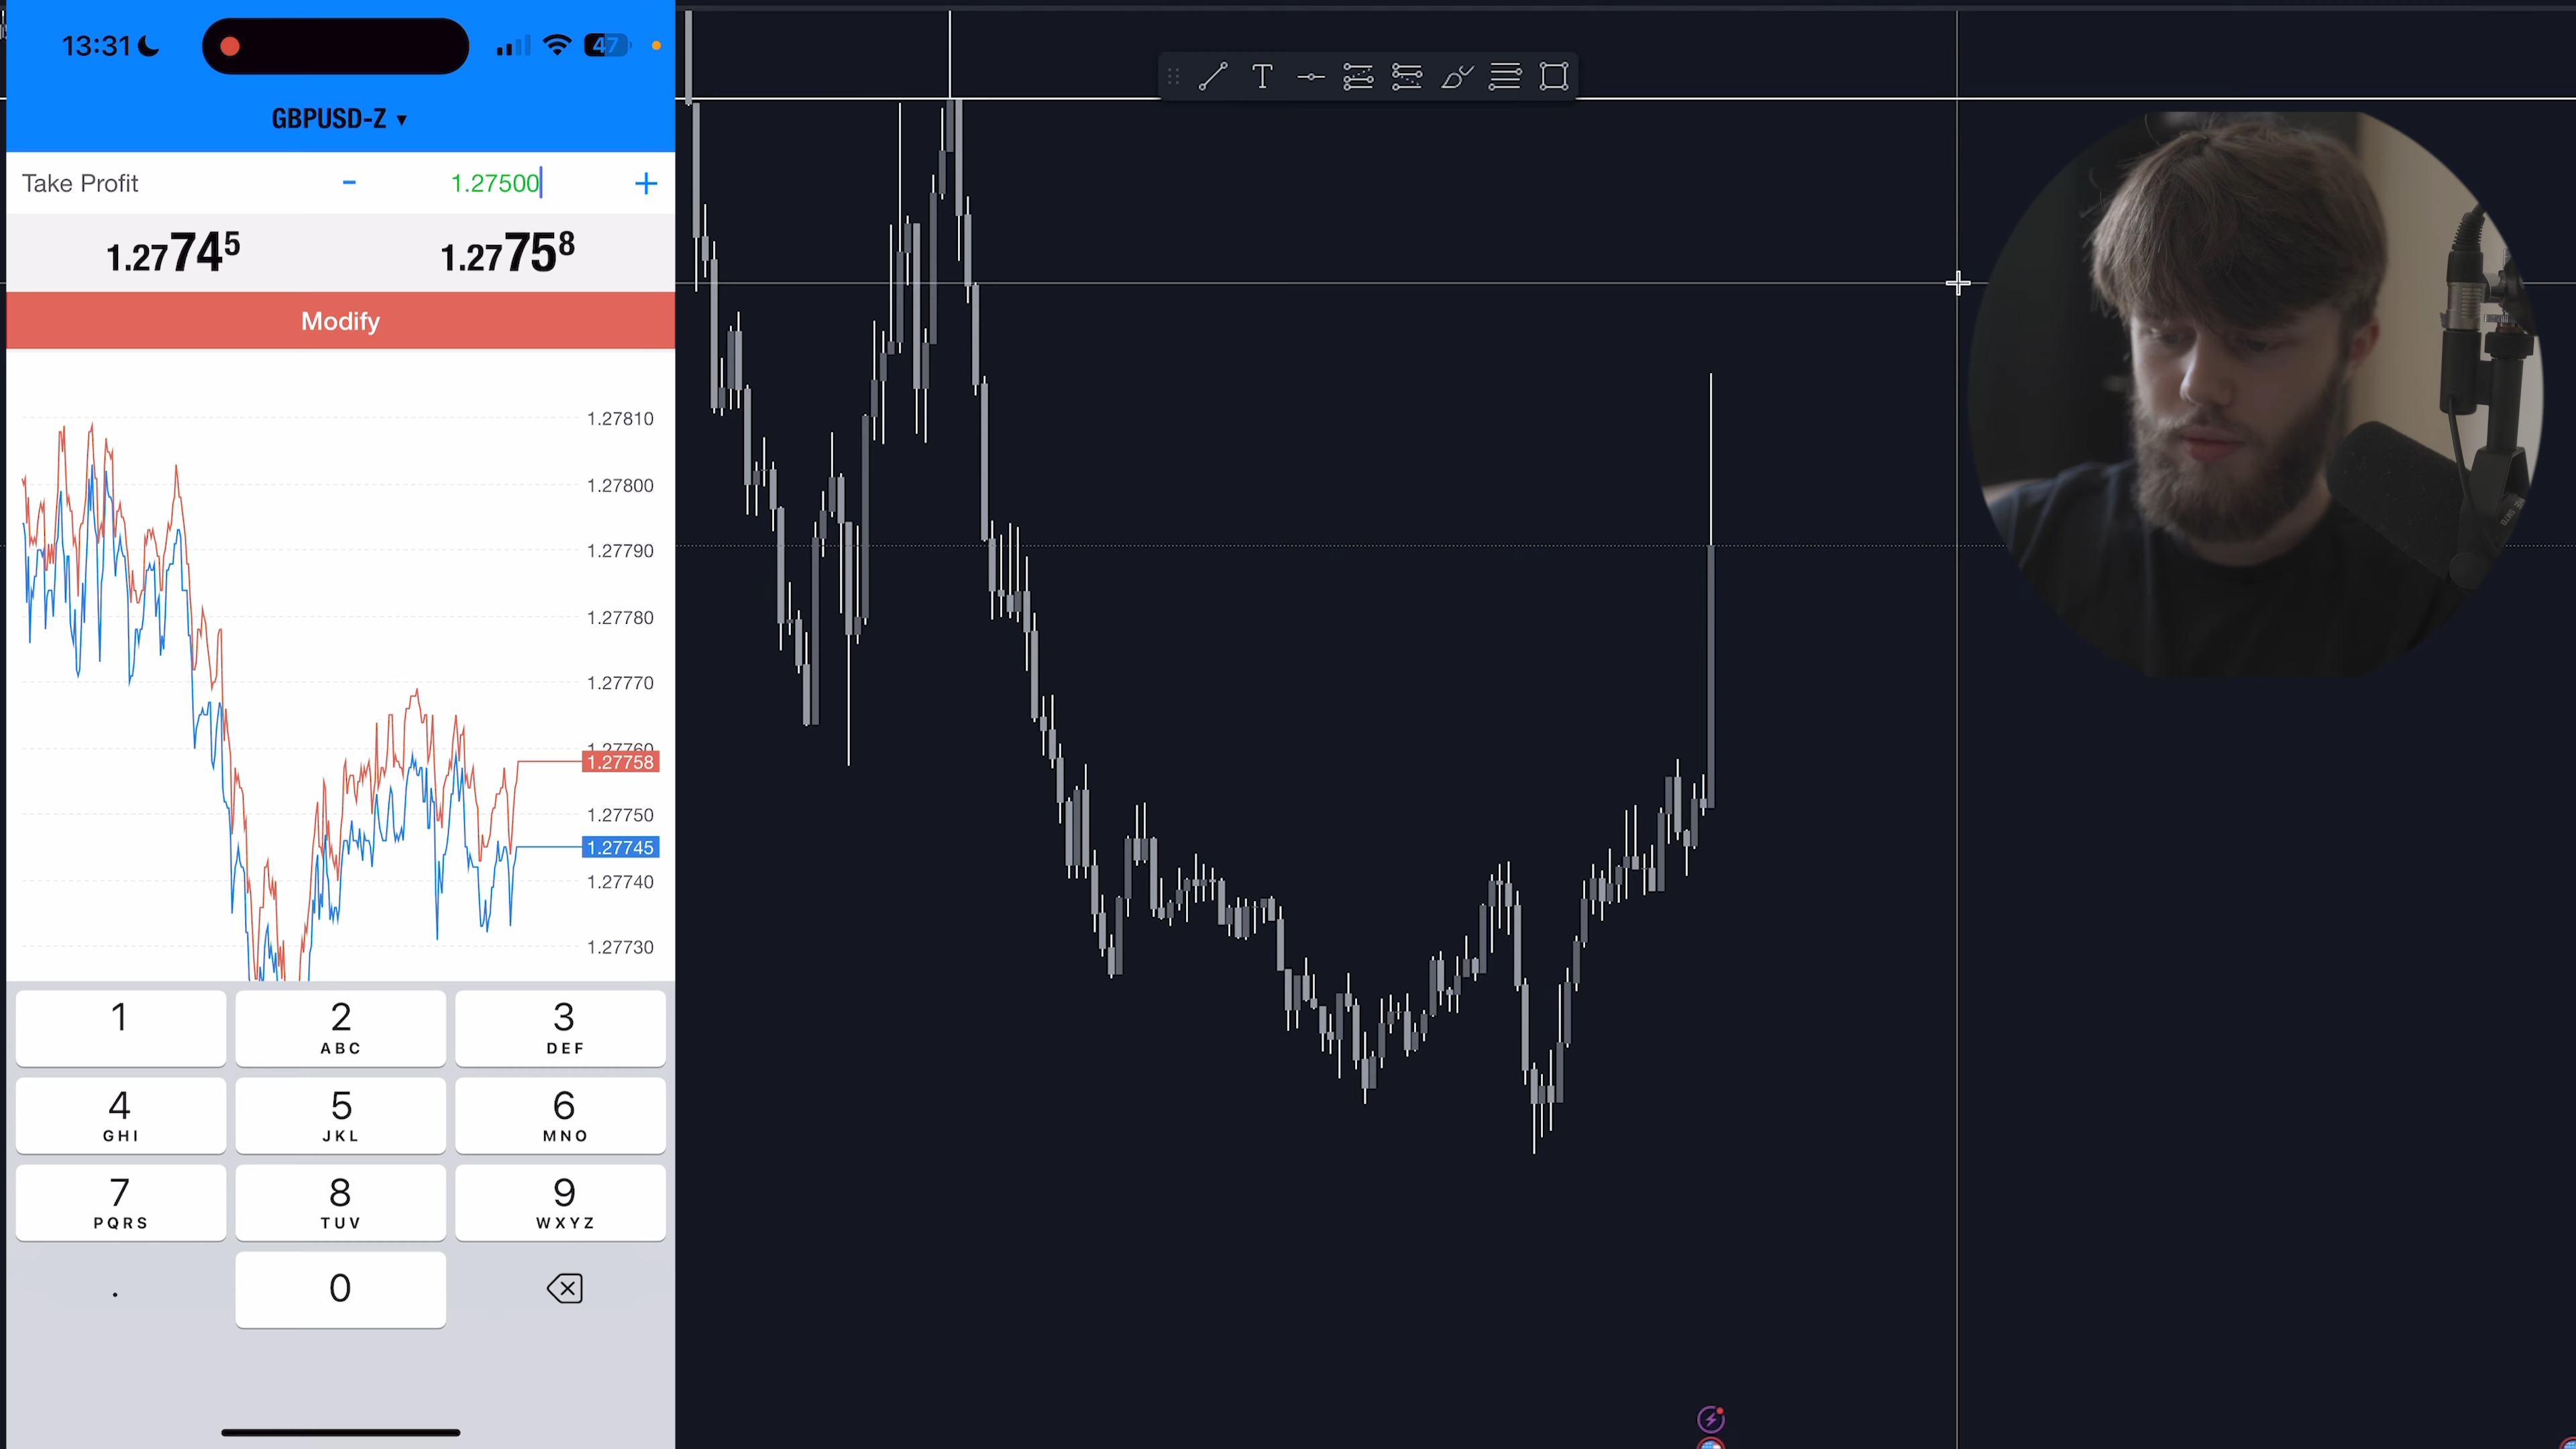 13:31
47
GBPUSD-Z ▾
Take Profit - 1.27500 +
1.27745 1.27758
Modify
1.27810
1.27800
1.27790
1.27780
1.27770
1.27760
1.27758
1.27750
1.27745
1.27740
1.27730
1 2 3
ABC DEF
4 5 6
GHI JKL MNO
7 8 9
PQRS TUV WXYZ
. 0
T